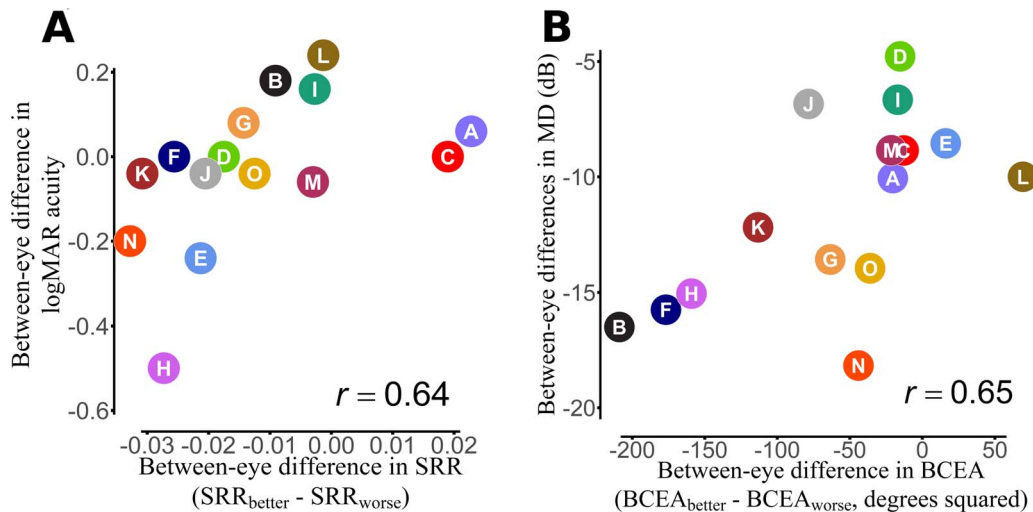 A
Between-eye difference in
logMAR acuity
0.2
0.0
-0.2
-0.4
-0.6
L
B
I
G
A
F
D
C
K
J
O
M
N
E
H
r = 0.64
-0.03
-0.02
-0.01
0.00
0.01
0.02
Between-eye difference in SRR
(SRRbetter - SRRworse)
B
Between-eye differences in MD (dB)
-5
-10
-15
-20
D
I
J
E
M
C
A
L
K
G
O
H
F
B
N
r = 0.65
-200
-150
-100
-50
0
50
Between-eye difference in BCEA
(BCEAbetter - BCEAworse, degrees squared)